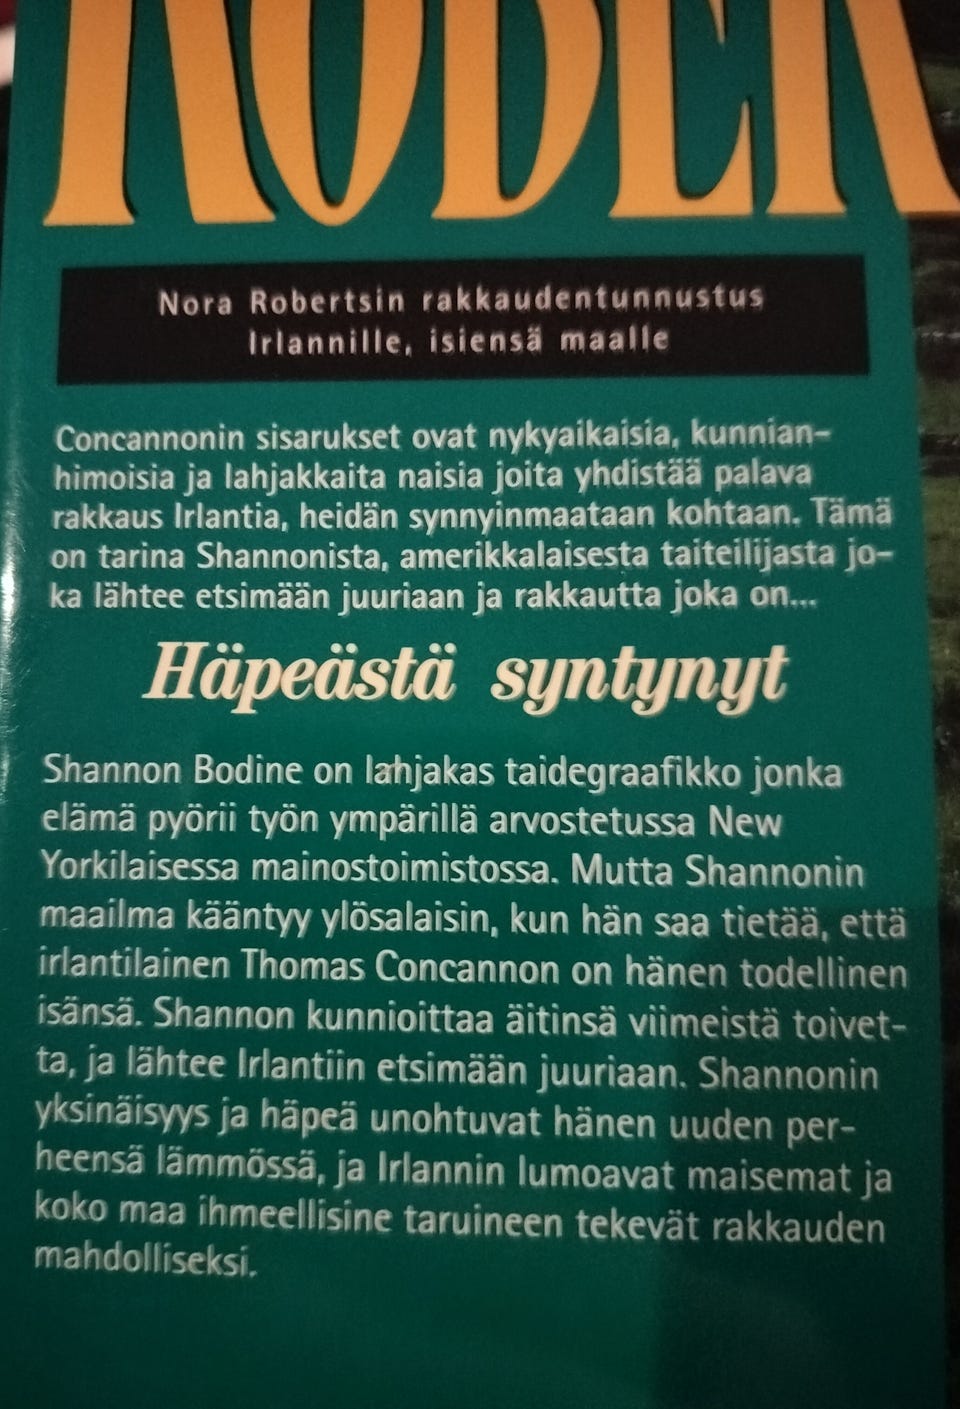 ROBER
Nora Robertsin rakkaudentunnustus
Irlannille, isiensä maalle
Concannonin sisarukset ovat nykyaikaisia, kunnian-
himoisia ja lahjakkaita naisia joita yhdistää palava
rakkaus Irlantia, heidän synnyinmaataan kohtaan. Tämä
on tarina Shannonista, amerikkalaisesta taiteilijasta jo-
ka lähtee etsimään juuriaan ja rakkautta joka on...
Häpeästä syntynyt
Shannon Bodine on lahjakas taidegraafikko jonka
elämä pyörii työn ympärillä arvostetussa New
Yorkilaisessa mainostoimistossa. Mutta Shannonin
maailma kääntyy ylösalaisin, kun hän saa tietää, että
irlantilainen Thomas Concannon on hänen todellinen
isänsä. Shannon kunnioittaa äitinsä viimeistä toivet-
ta, ja lähtee Irlantiin etsimään juuriaan. Shannonin
yksinäisyys ja häpeä unohtuvat hänen uuden per-
heensä lämmössä, ja Irlannin lumoavat maisemat ja
koko maa ihmeellisine taruineen tekevät rakkauden
mahdolliseksi.